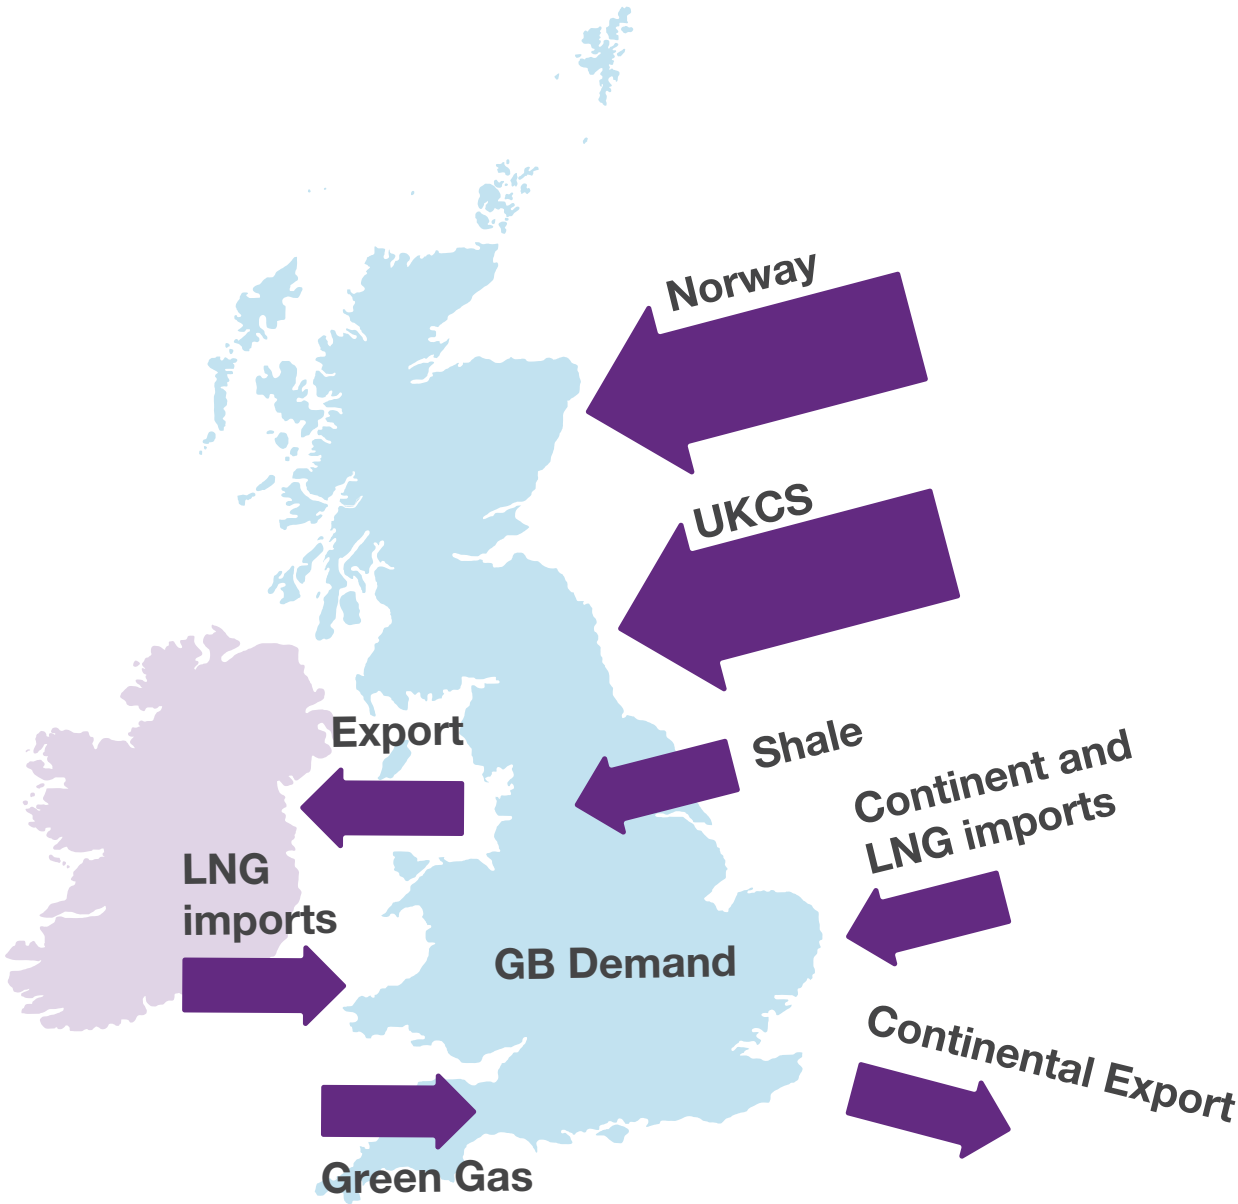 Norway
UKCS
Export
Shale
Continent and
LNG imports
LNG
imports
GB Demand
Continental Export
Green Gas